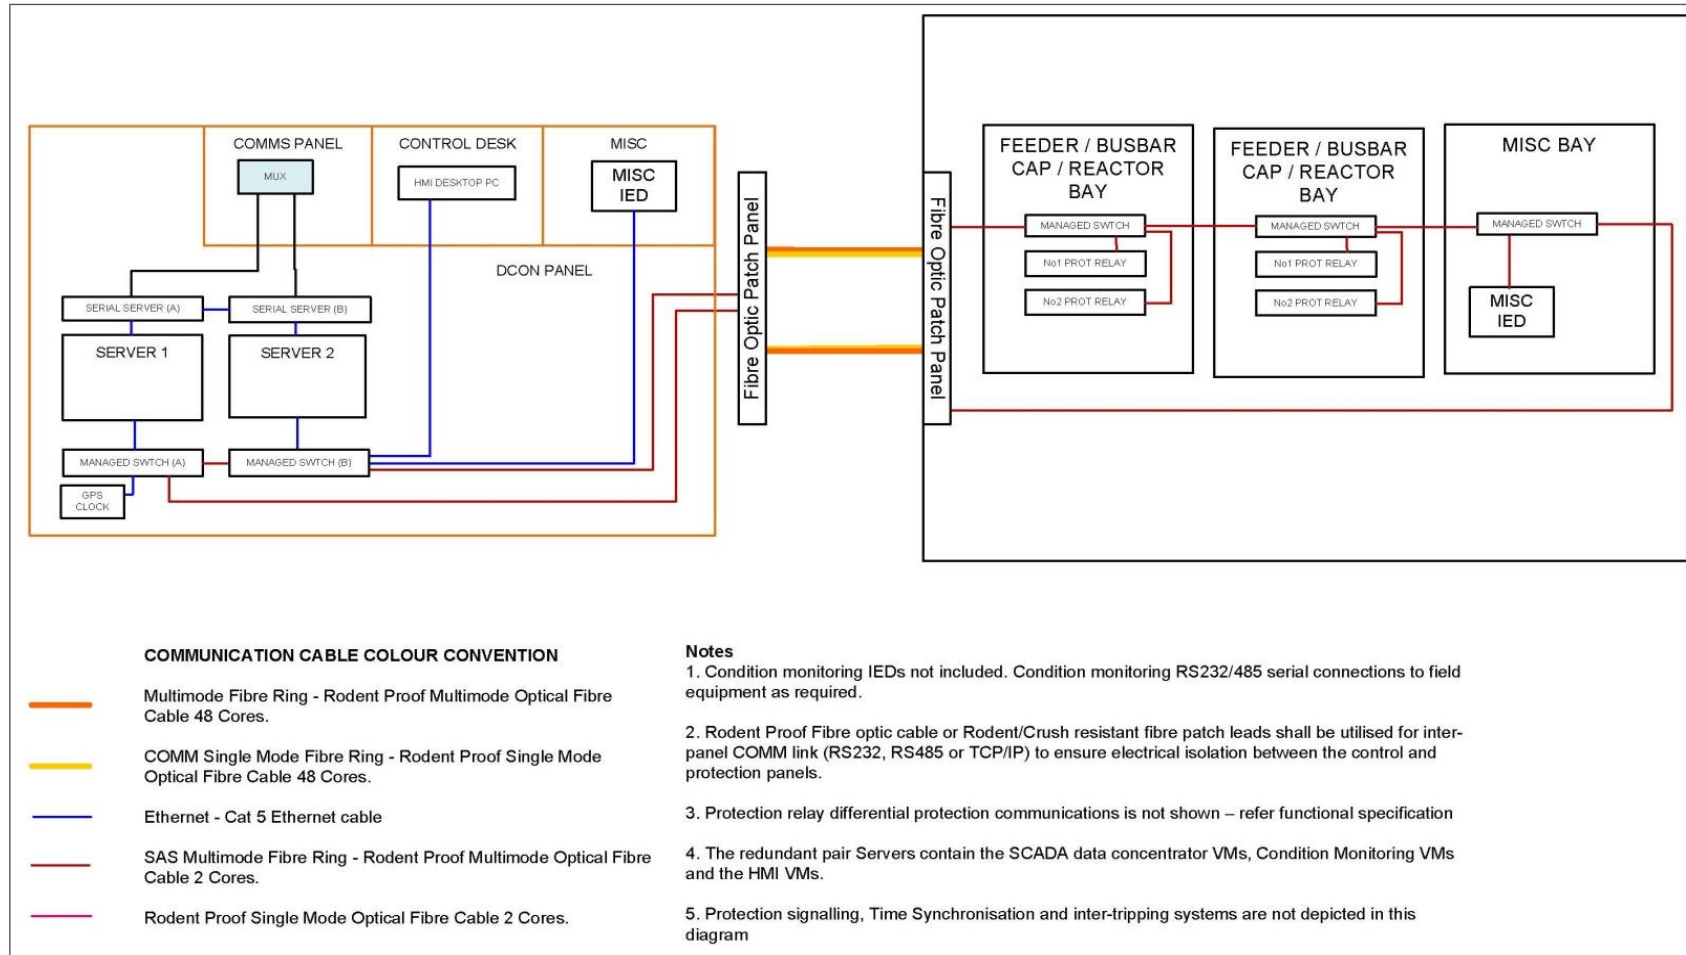 COMMS PANEL
CONTROL DESK
MISC
MUX
HMI DESKTOP PC
MISC
IED
DCON PANEL
SERIAL SERVER (A)
SERIAL SERVER (B)
SERVER 1
SERVER 2
MANAGED SWTCH (A)
MANAGED SWTCH (B)
GPS
CLOCK
Fibre Optic Patch Panel
Fibre Optic Patch Panel
FEEDER / BUSBAR
CAP / REACTOR
BAY
MANAGED SWTCH
No1 PROT RELAY
No2 PROT RELAY
FEEDER / BUSBAR
CAP / REACTOR
BAY
MANAGED SWTCH
No1 PROT RELAY
No2 PROT RELAY
MISC BAY
MANAGED SWTCH
MISC
IED
COMMUNICATION CABLE COLOUR CONVENTION
Multimode Fibre Ring - Rodent Proof Multimode Optical Fibre
Cable 48 Cores.
COMM Single Mode Fibre Ring - Rodent Proof Single Mode
Optical Fibre Cable 48 Cores.
Ethernet - Cat 5 Ethernet cable
SAS Multimode Fibre Ring - Rodent Proof Multimode Optical Fibre
Cable 2 Cores.
Rodent Proof Single Mode Optical Fibre Cable 2 Cores.
Notes
1. Condition monitoring IEDs not included. Condition monitoring RS232/485 serial connections to field
equipment as required.
2. Rodent Proof Fibre optic cable or Rodent/Crush resistant fibre patch leads shall be utilised for inter-
panel COMM link (RS232, RS485 or TCP/IP) to ensure electrical isolation between the control and
protection panels.
3. Protection relay differential protection communications is not shown – refer functional specification
4. The redundant pair Servers contain the SCADA data concentrator VMs, Condition Monitoring VMs
and the HMI VMs.
5. Protection signalling, Time Synchronisation and inter-tripping systems are not depicted in this
diagram